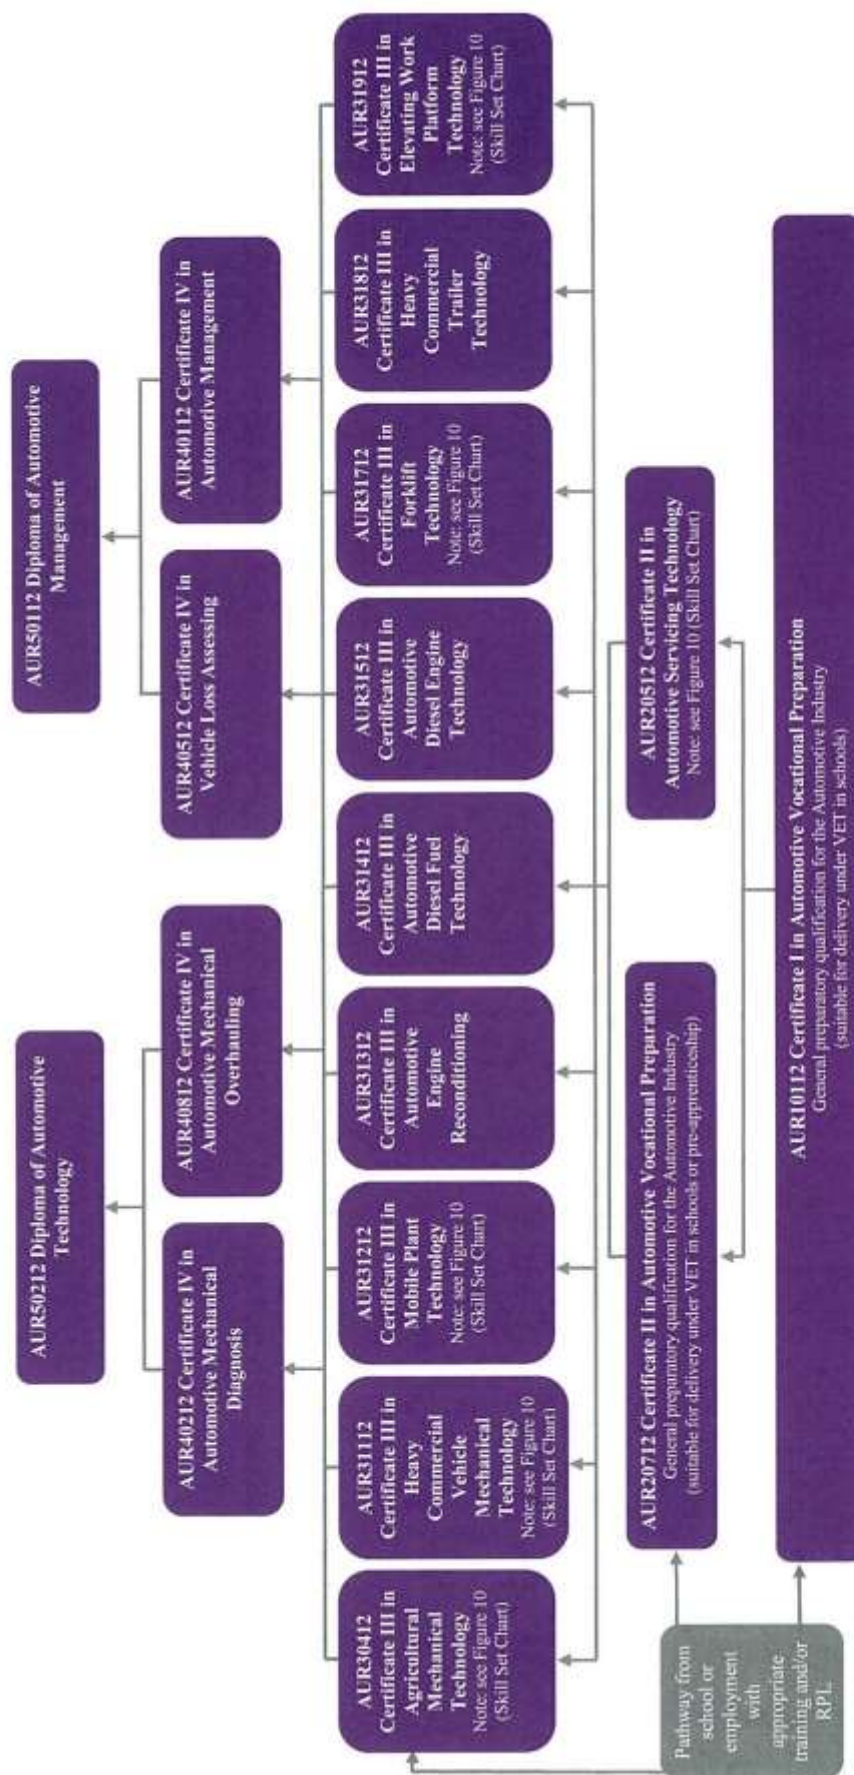 AUR50212 Diploma of Automotive
Technology
AUR50112 Diploma of Automotive
Management
AUR40212 Certificate IV in
Automotive Mechanical
Diagnosis
AUR40812 Certificate IV in
Automotive Mechanical
Overhauling
AUR40512 Certificate IV in
Vehicle Loss Assessing
AUR40112 Certificate IV in
Automotive Management
AUR30412
Certificate III in
Agricultural
Mechanical
Technology
Note: see Figure 10
(Skill Set Chart)
AUR31112
Certificate III in
Heavy
Commercial
Vehicle
Mechanical
Technology
Note: see Figure 10
(Skill Set Chart)
AUR31212
Certificate III in
Mobile Plant
Technology
Note: see Figure 10
(Skill Set Chart)
AUR31312
Certificate III in
Automotive
Engine
Reconditioning
AUR31412
Certificate III in
Automotive
Diesel Fuel
Technology
AUR31512
Certificate III in
Automotive
Diesel Engine
Technology
AUR31712
Certificate III in
Forklift
Technology
Note: see Figure 10
(Skill Set Chart)
AUR31812
Certificate III in
Heavy
Commercial
Trailer
Technology
AUR31912
Certificate III in
Elevating Work
Platform
Technology
Note: see Figure 10
(Skill Set Chart)
AUR20712 Certificate II in Automotive Vocational Preparation
General preparatory qualification for the Automotive Industry
(suitable for delivery under VET in schools or pre-apprenticeship)
AUR20512 Certificate II in
Automotive Servicing Technology
Note: see Figure 10 (Skill Set Chart)
Pathway from
school or
employment with
appropriate
training and/or
RPL
AUR10112 Certificate I in Automotive Vocational Preparation
General preparatory qualification for the Automotive Industry
(suitable for delivery under VET in schools)